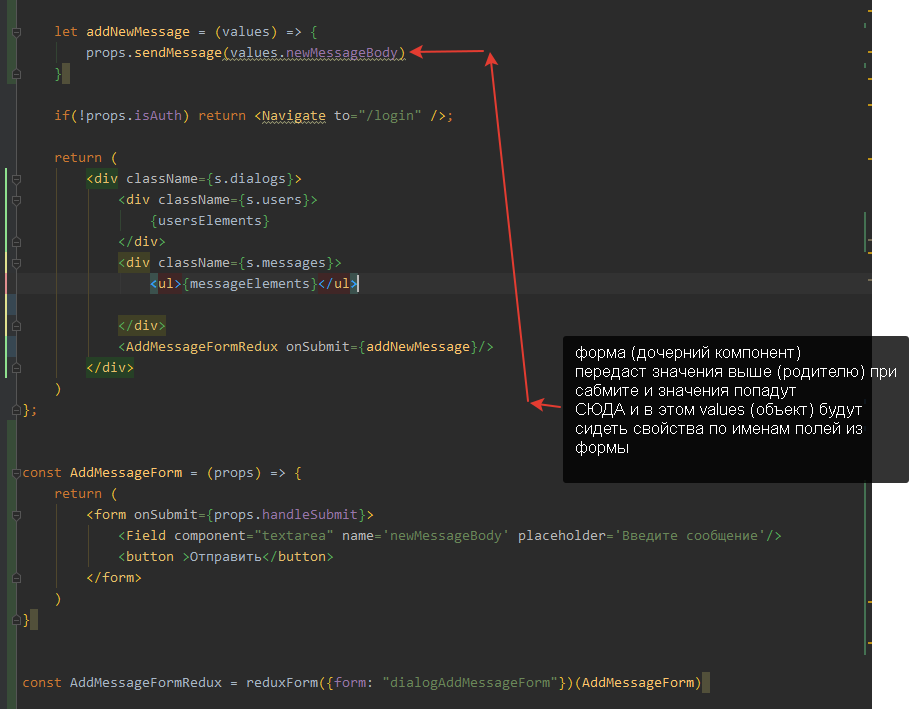 let addNewMessage = (values) => {
props.sendMessage(values.newMessageBody)
}
if(!props.isAuth) return <Navigate to="/login" />;
return (
<div className={s.dialogs}>
<div className={s.users}>
{usersElements}
</div>
<div className={s.messages}>
<ul>{messageElements}</ul>
</div>
<AddMessageFormRedux onSubmit={addNewMessage}/>
</div>
)
};
форма (дочерний компонент)
передаст значения выше (родителю) при
сабмите и значения попадут
СЮДА и в этом values (объект) будут
сидеть свойства по именам полей из
формы
const AddMessageForm = (props) => {
return (
<form onSubmit={props.handleSubmit}>
<Field component="textarea" name='newMessageBody' placeholder='Введите сообщение'/>
<button >Отправить</button>
</form>
)
}
const AddMessageFormRedux = reduxForm({form: "dialogAddMessageForm"})(AddMessageForm)